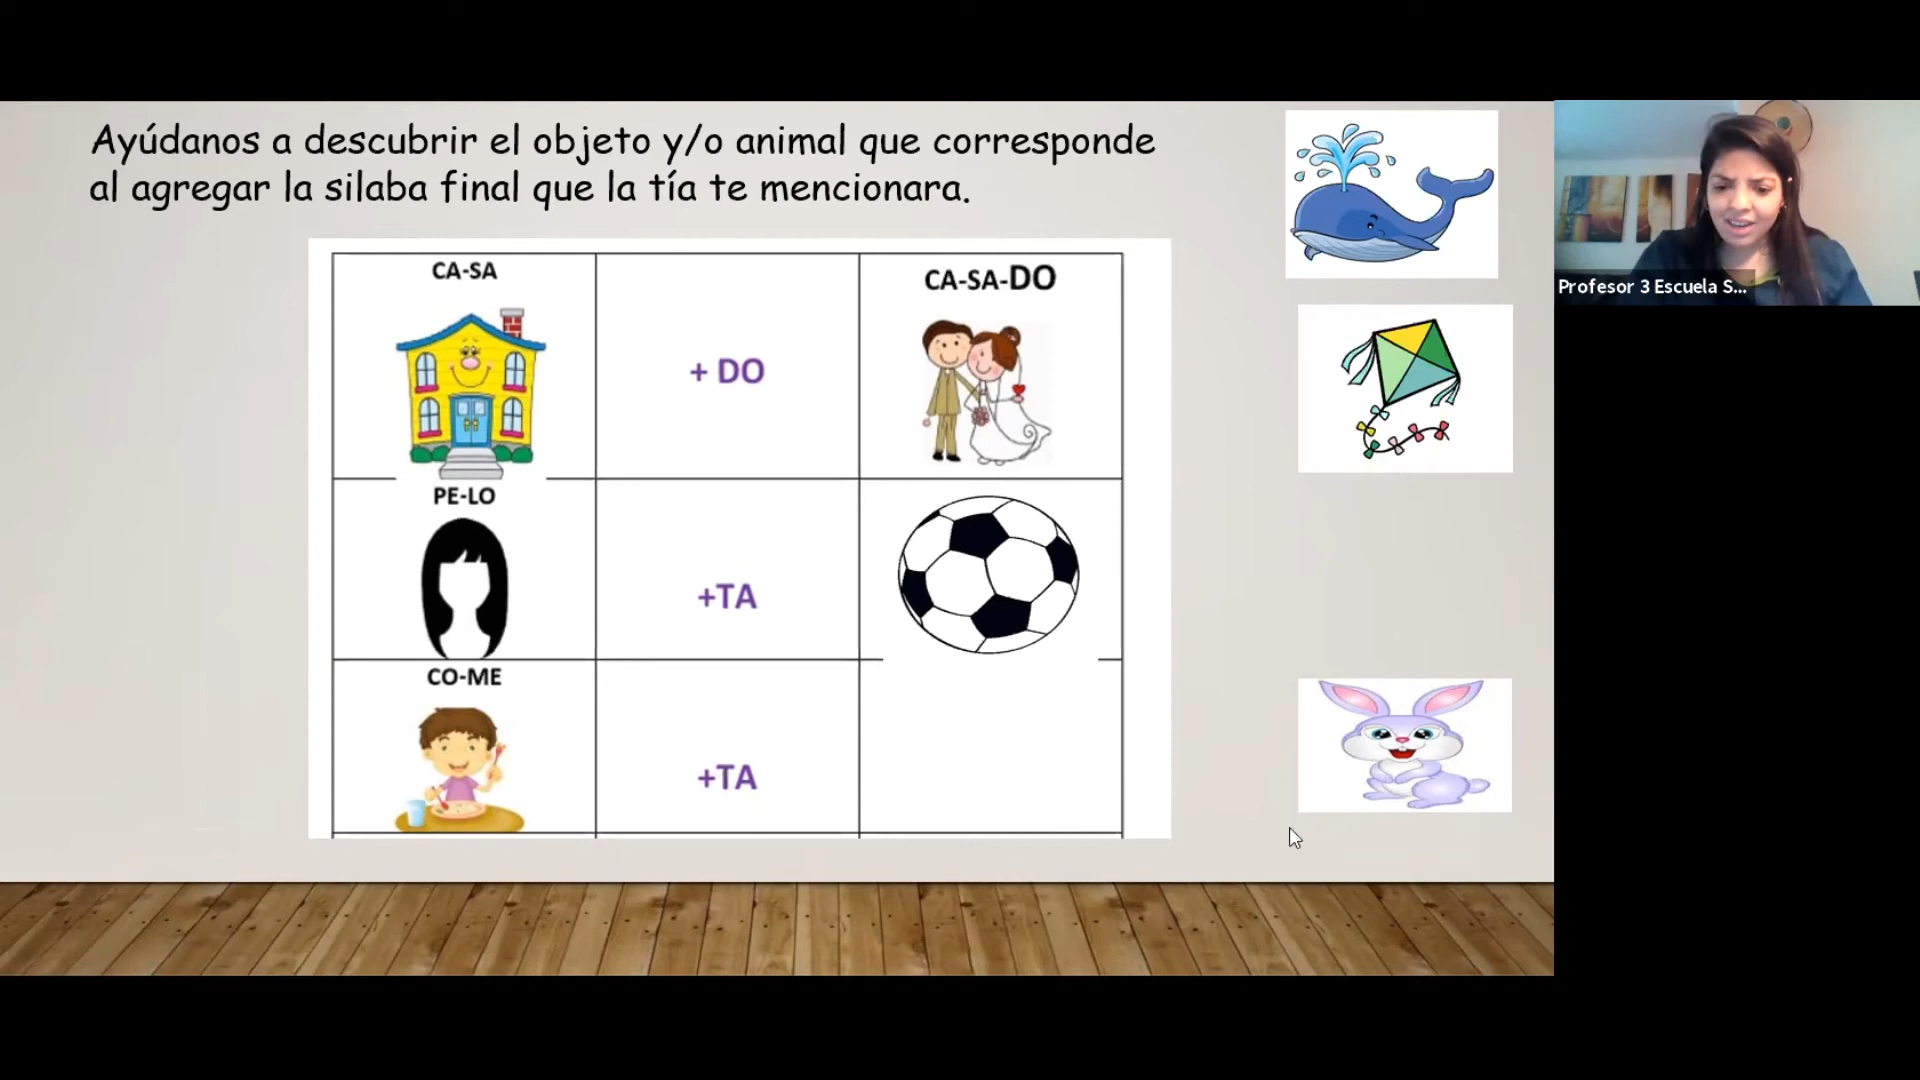 Ayúdanos a descubrir el objeto y/o animal que corresponde
al agregar la silaba final que la tía te mencionara.
CA-SA
+ DO
CA-SA-DO
PE-LO
+TA
CO-ME
+TA
Profesor 3 Escuela S...